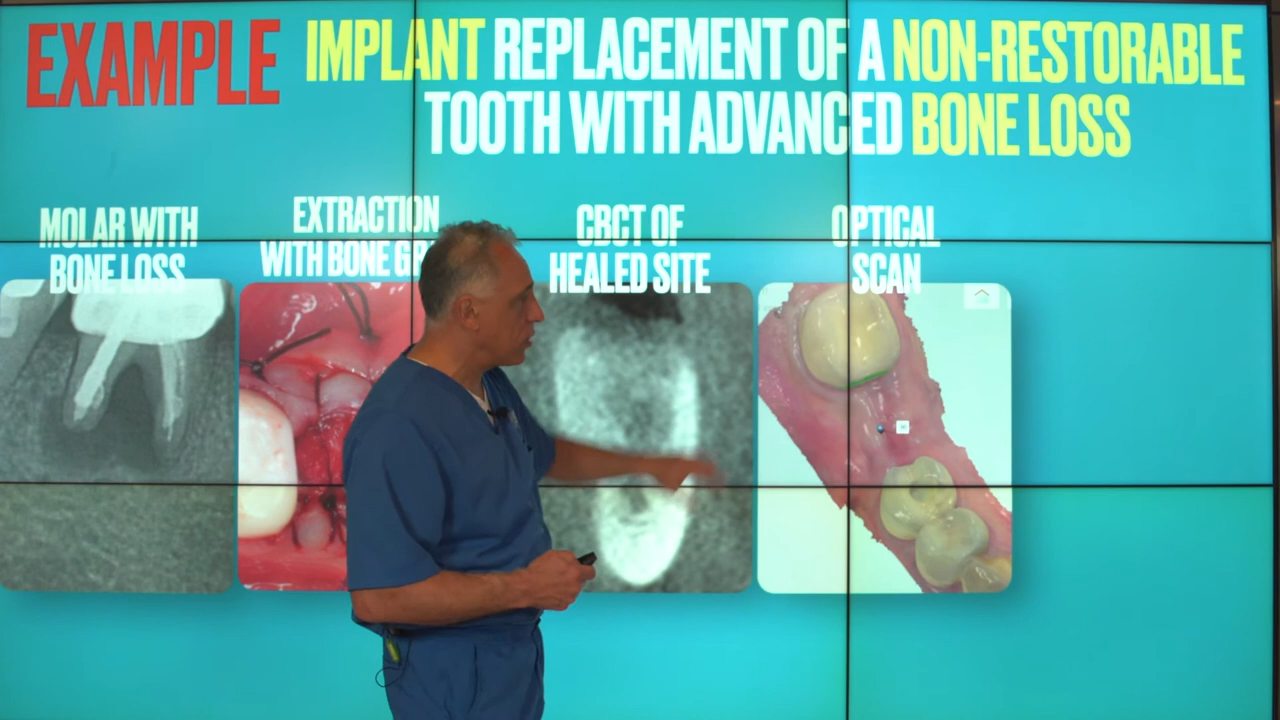 EXAMPLE
IMPLANT REPLACEMENT OF A NON-RESTORABLE
TOOTH WITH ADVANCED BONE LOSS
MOLAR WITH
BONE LOSS
EXTRACTION
WITH BONE
CBCT OF
HEALED SITE
OPTICAL
SCAN